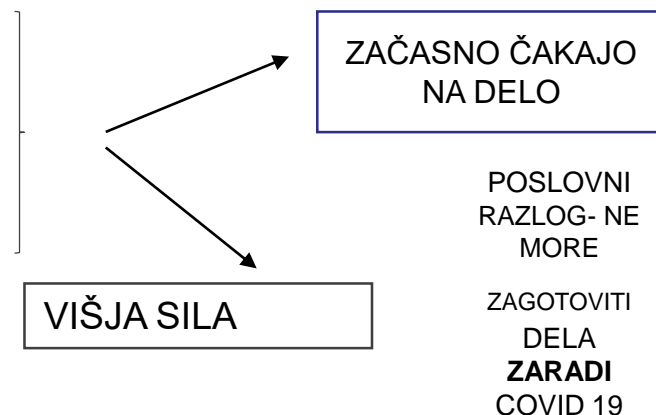 ZAČASNO ČAKAJO
NA DELO
POSLOVNI
RAZLOG- NE
MORE
VIŠJA SILA
ZAGOTOVITI
DELA
ZARADI
COVID 19